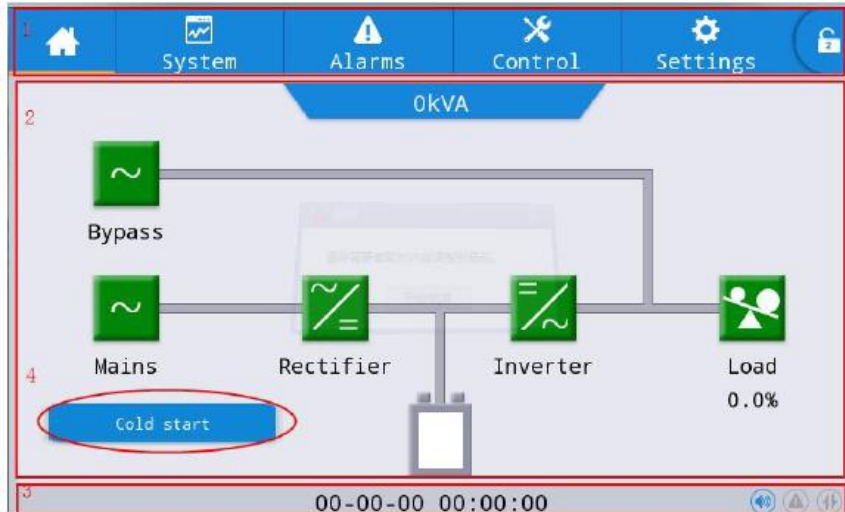 1
System Alarms Control Settings
2
0kVA
Bypass
Mains Rectifier Inverter Load
4
0.0%
Cold start
3
00-00-00 00:00:00